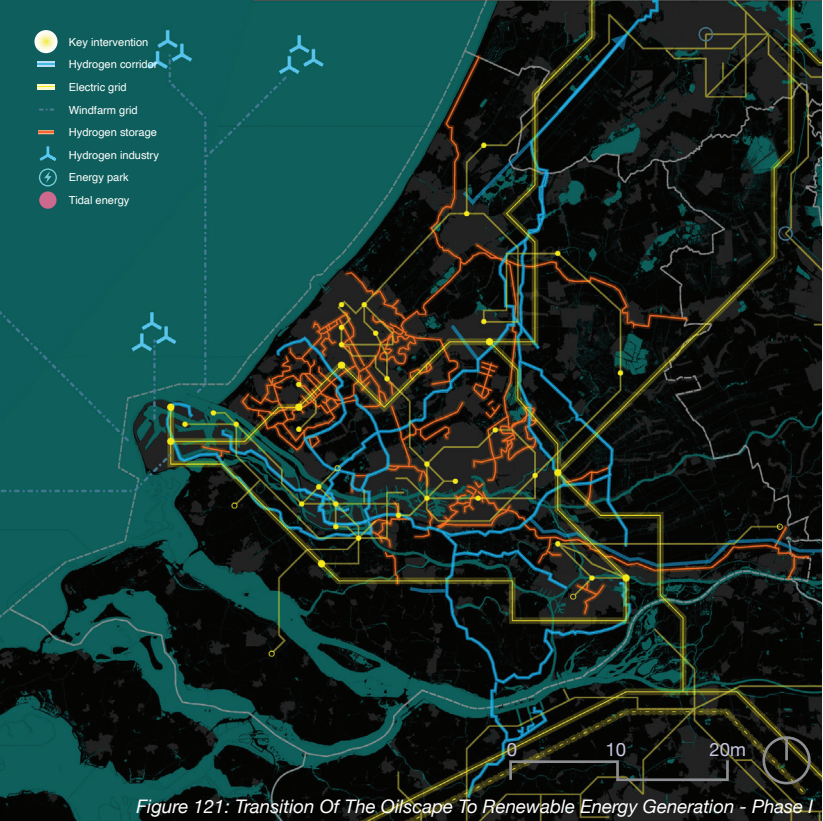 Key intervention
Hydrogen corridor
Electric grid
Windfarm grid
Hydrogen storage
Hydrogen industry
Energy park
Tidal energy
0 10 20m
Figure 121: Transition Of The Oilscape To Renewable Energy Generation - Phase I